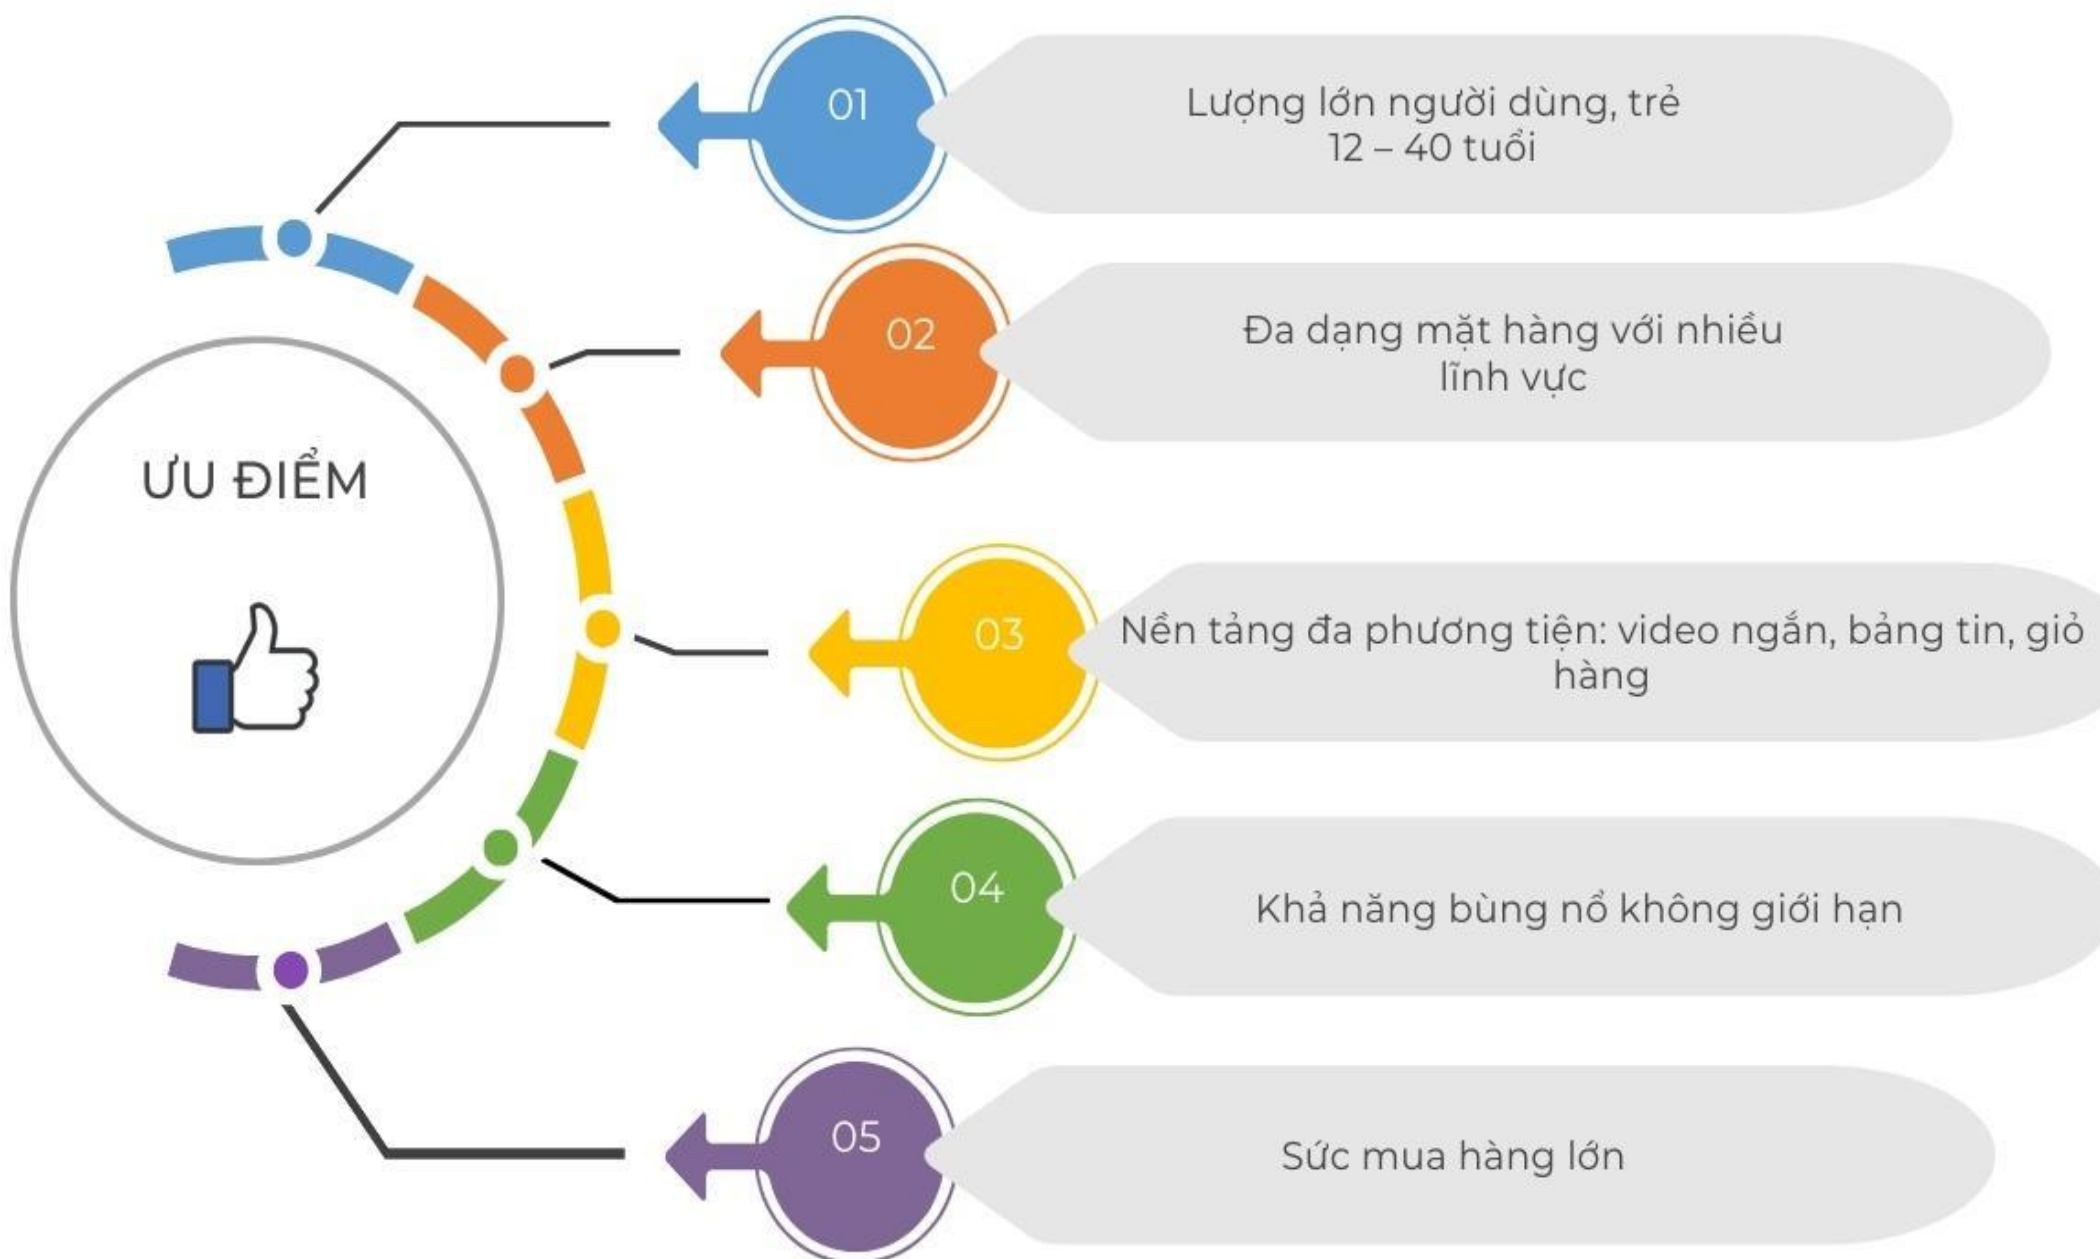 ƯU ĐIỂM
01
Lượng lớn người dùng, trẻ
12 – 40 tuổi
02
Đa dạng mặt hàng với nhiều
lĩnh vực
03
Nền tảng đa phương tiện: video ngắn, bảng tin, giỏ
hàng
04
Khả năng bùng nổ không giới hạn
05
Sức mua hàng lớn